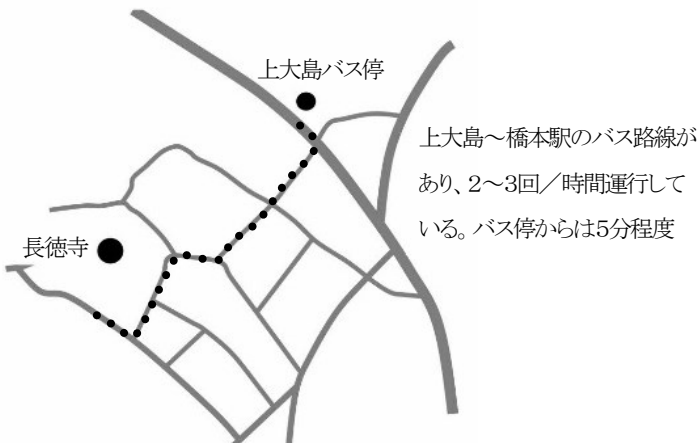 上大島バス停
上大島～橋本駅のバス路線が
あり、2～3回／時間運行して
いる。バス停からは5分程度
長徳寺